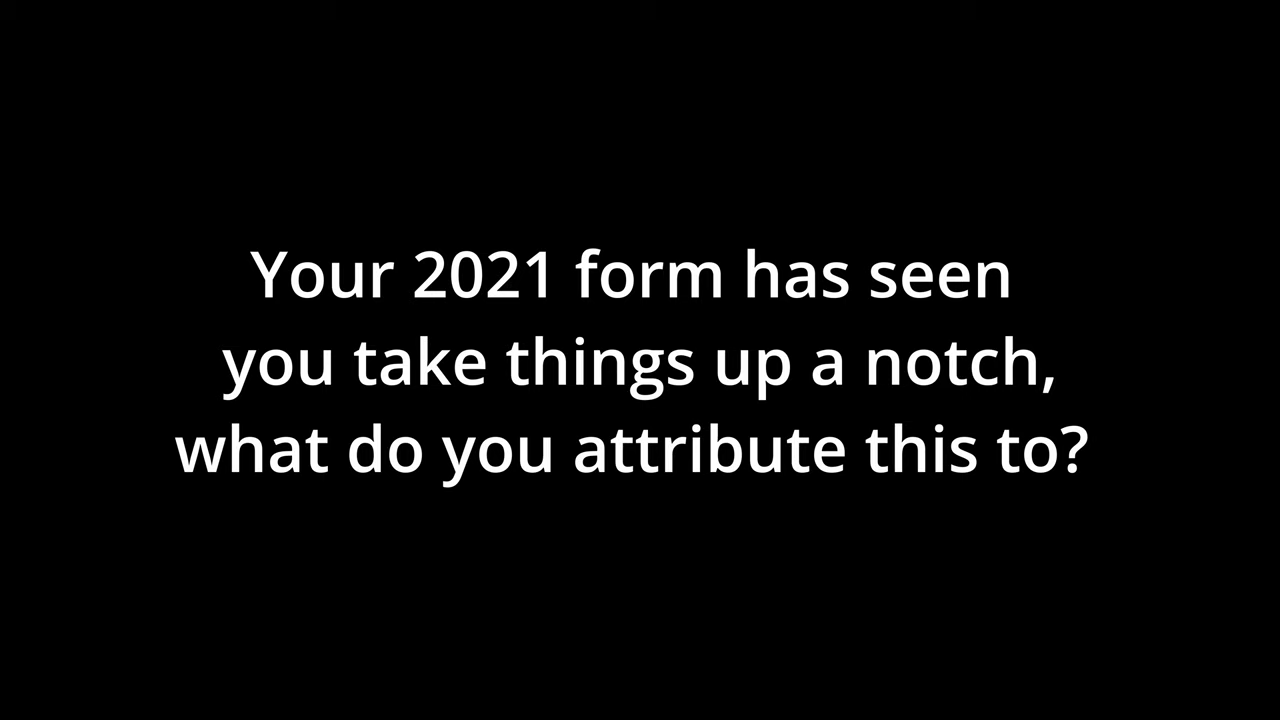 Your 2021 form has seen
you take things up a notch,
what do you attribute this to?